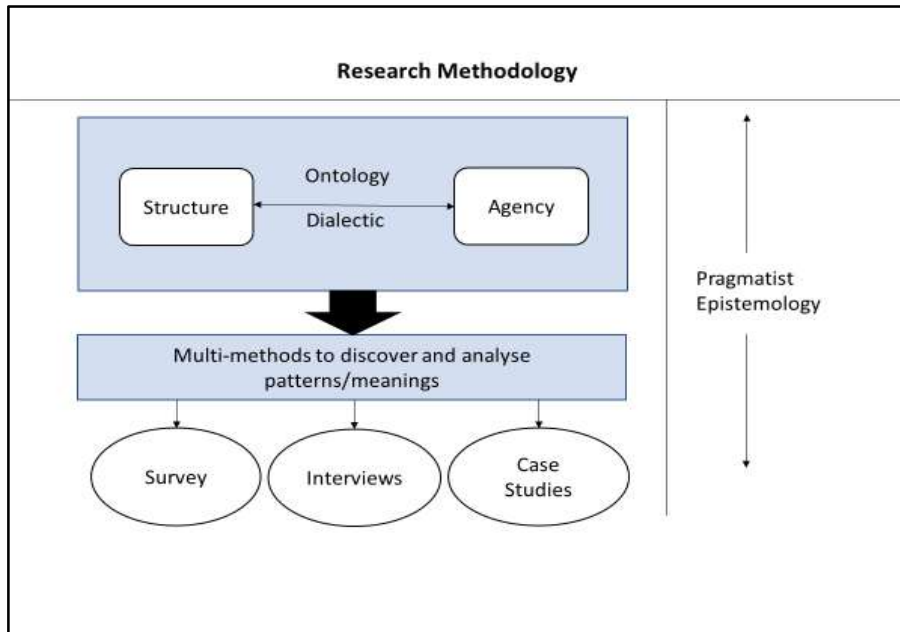 Research Methodology
Ontology
Structure
Agency
Dialectic
Pragmatist
Epistemology
Multi-methods to discover and analyse
patterns/meanings
Survey
Interviews
Case
Studies